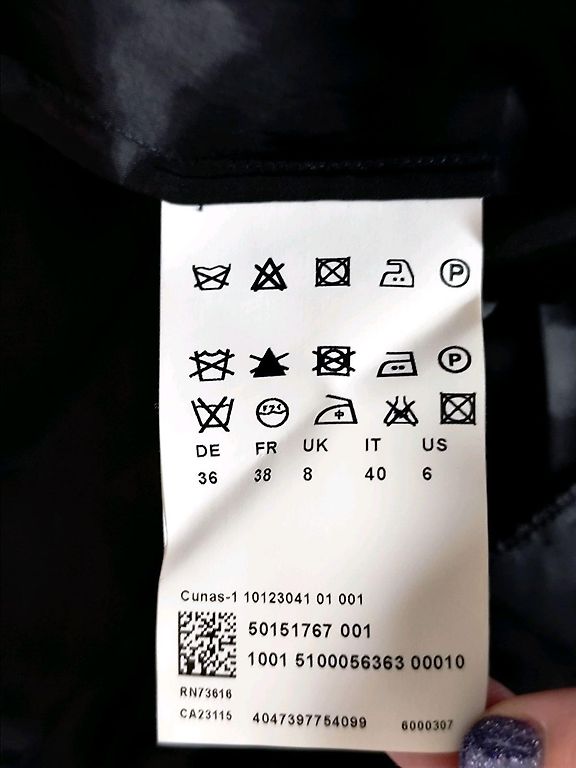 P
P
DE FR UK IT US
36 38 8 40 6
Cunas-1 10123041 01 001
50151767 001
1001 5100056363 00010
RN73616
CA23115 4047397754099 6000307